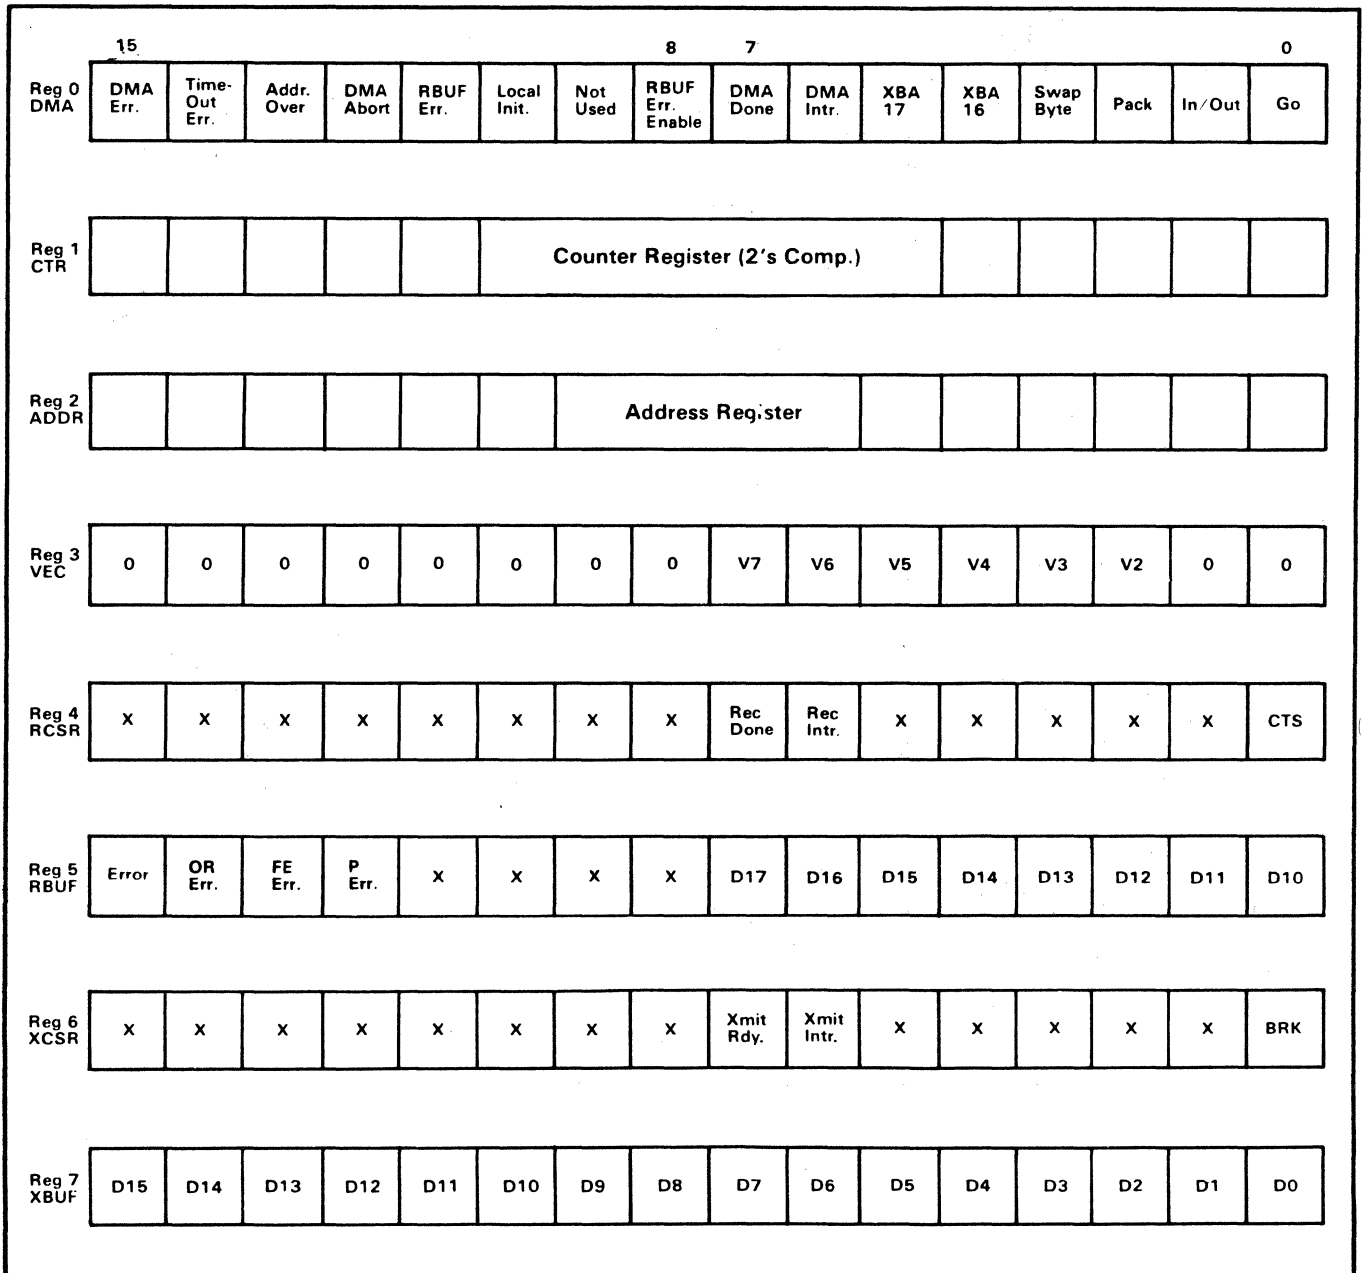 15 8 7 0
Reg 0 DMA Time- Addr. DMA RBUF Local Not RBUF DMA DMA XBA XBA Swap Pack In/Out Go
DMA Err. Out Over Abort Err. Init. Used Err. Done Intr. 17 16 Byte
Err. Enable
Reg 1 Counter Register (2's Comp.)
CTR
Reg 2 Address Register
ADDR
Reg 3 0 0 0 0 0 0 0 0 V7 V6 V5 V4 V3 V2 0 0
VEC
Reg 4 X X X X X X X X Rec Rec X X X X X CTS
RCSR Done Intr.
Reg 5 Error OR FE P X X X X D17 D16 D15 D14 D13 D12 D11 D10
RBUF Err. Err. Err.
Reg 6 X X X X X X X X Xmit Xmit X X X X X BRK
XCSR Rdy. Intr.
Reg 7 D15 D14 D13 D12 D11 D10 D9 D8 D7 D6 D5 D4 D3 D2 D1 D0
XBUF